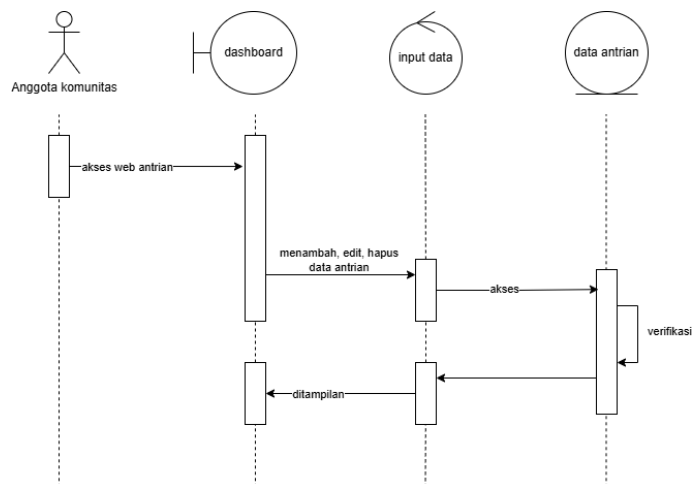 Anggota komunitas
dashboard
input data
data antrian
akses web antrian
menambah, edit, hapus
data antrian
akses
verifikasi
ditampilan